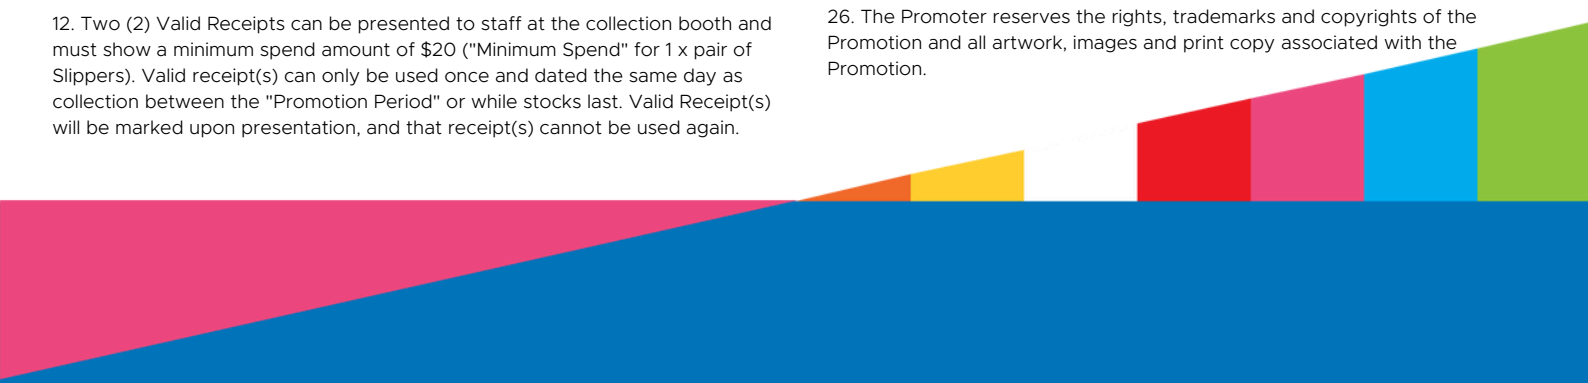 12. Two (2) Valid Receipts can be presented to staff at the collection booth and
must show a minimum spend amount of $20 ("Minimum Spend" for 1 x pair of
Slippers). Valid receipt(s) can only be used once and dated the same day as
collection between the "Promotion Period" or while stocks last. Valid Receipt(s)
will be marked upon presentation, and that receipt(s) cannot be used again.
26. The Promoter reserves the rights, trademarks and copyrights of the
Promotion and all artwork, images and print copy associated with the
Promotion.